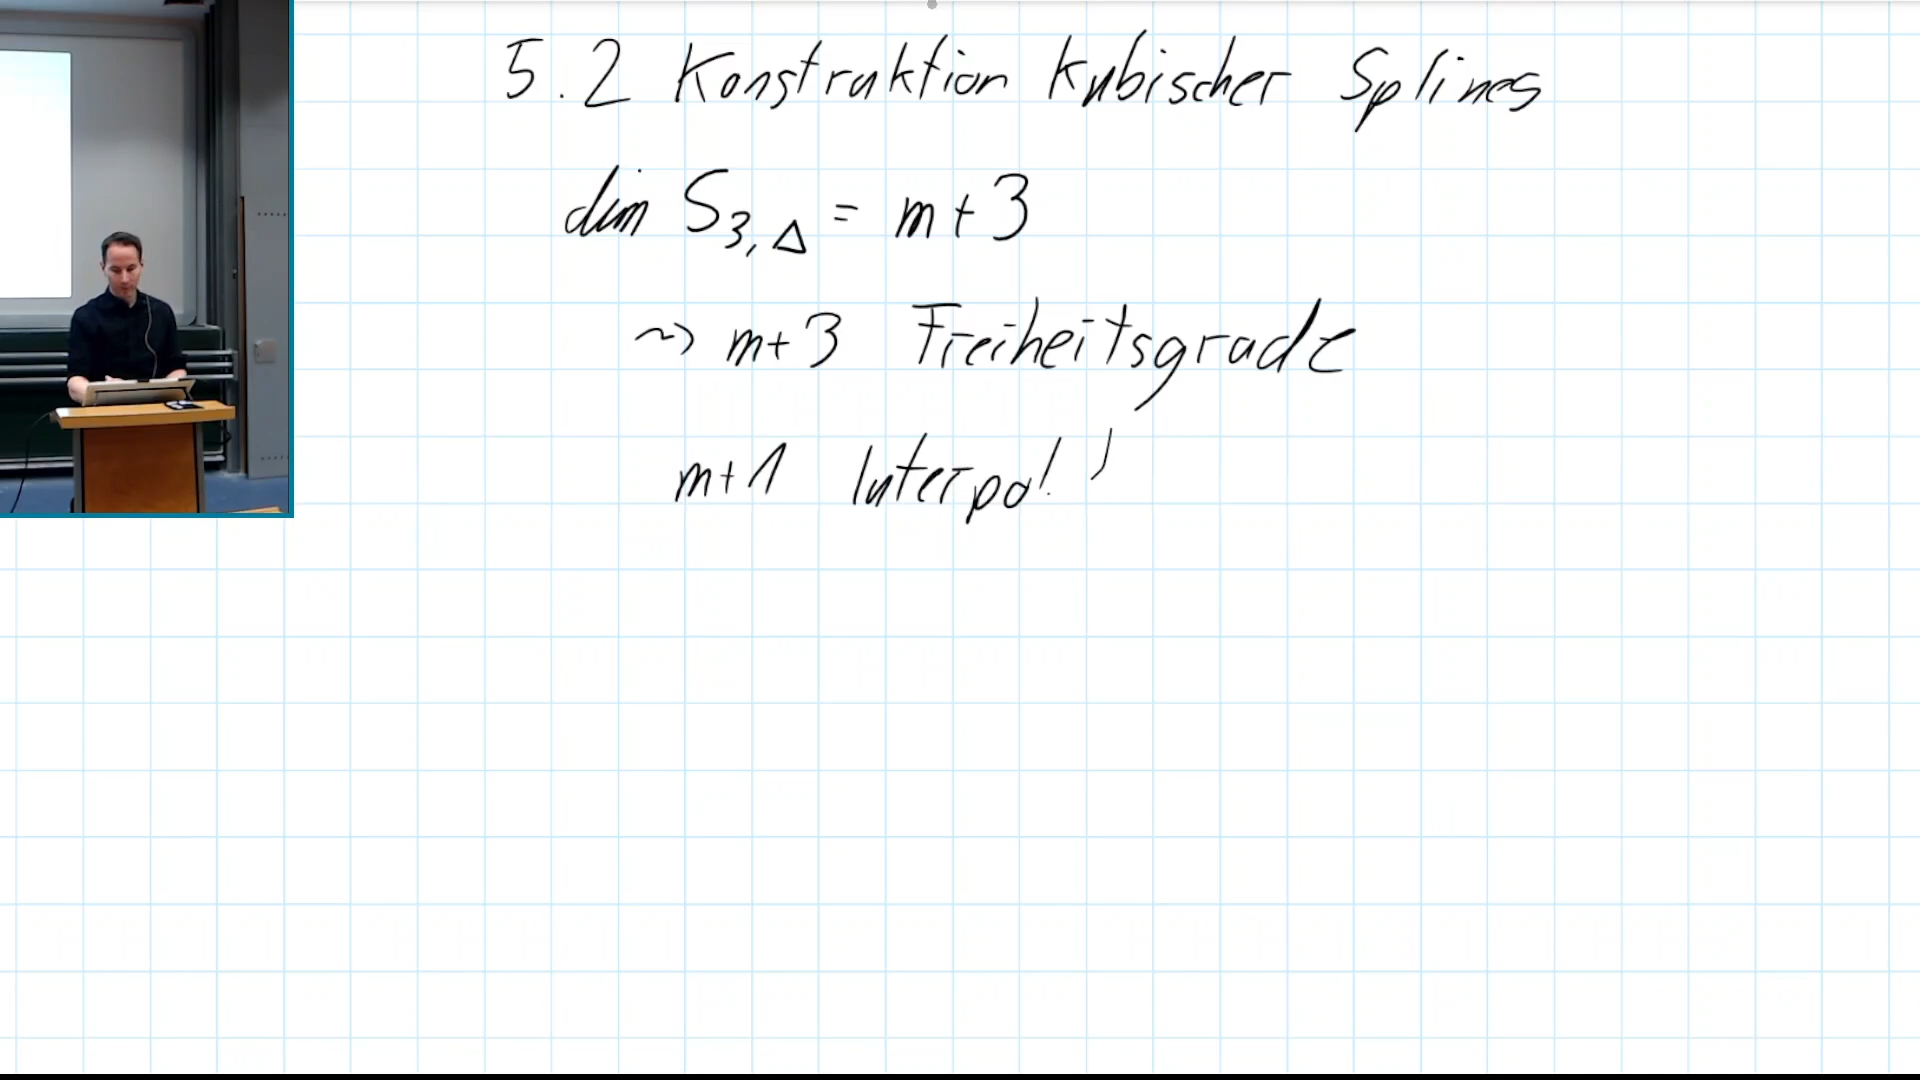 5.2 Konstruktion kubischer Splines
dim S₃,Δ = m+3
~> m+3 Freiheitsgrade
m+1 Interpol.